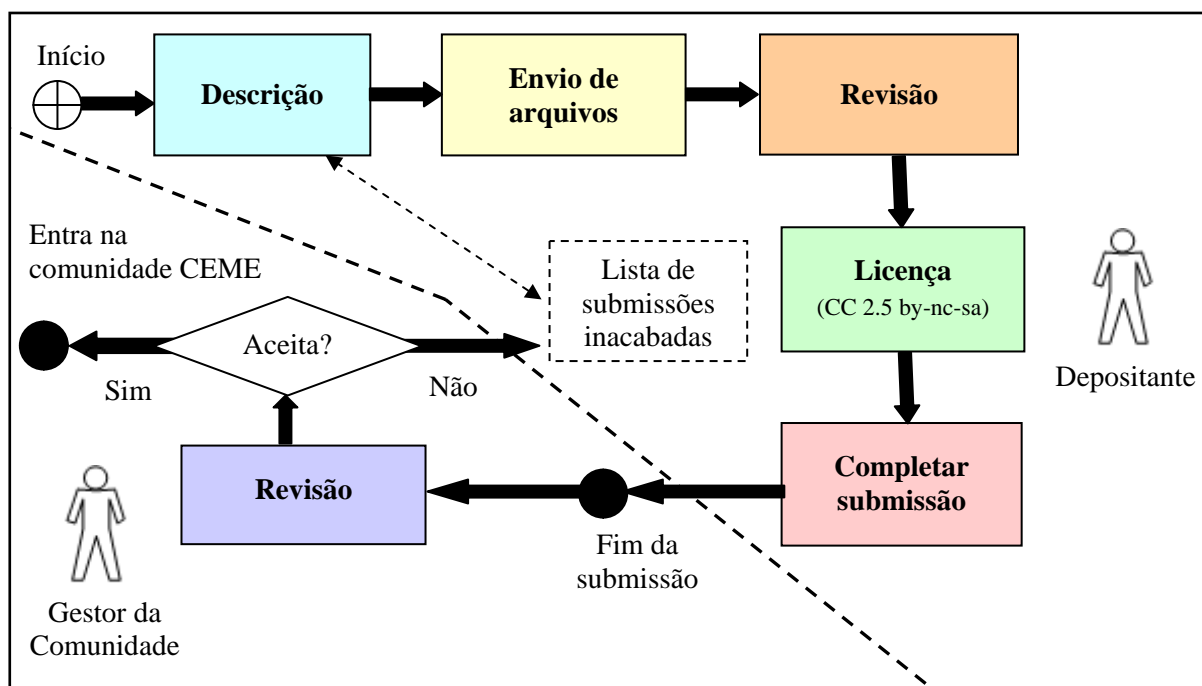 Início
Descrição
Envio de
arquivos
Revisão
Entra na
comunidade CEME
Lista de
submissões
inacabadas
Licença
(CC 2.5 by-nc-sa)
Depositante
Aceita?
Sim
Não
Revisão
Completar
submissão
Fim da
submissão
Gestor da
Comunidade